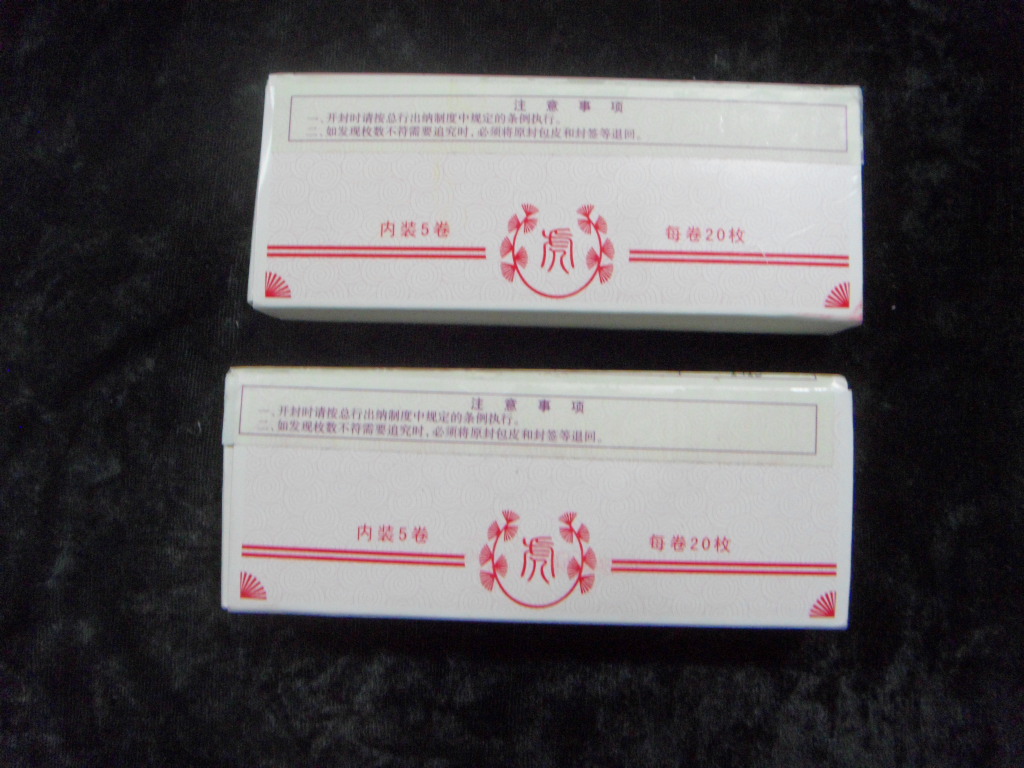 注意事项
一、开封时请按总行出纳制度中规定的条例执行。
二、如发现枚数不符需要追究时，必须将原封包皮和封签等退回。
内装5卷 虎 每卷20枚
注意事项
一、开封时请按总行出纳制度中规定的条例执行。
二、如发现枚数不符需要追究时，必须将原封包皮和封签等退回。
内装5卷 虎 每卷20枚